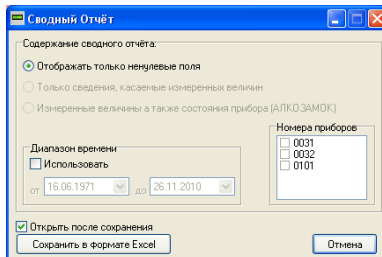 Сводный Отчёт
Содержание сводного отчёта:
Отображать только ненулевые поля
Только сведения, касаемые измеренных величин
Измеренные величины а также состояния прибора (АЛКОЗАМОК)
Диапазон времени
Использовать
от 16.06.1971 до 26.11.2010
Номера приборов
0031
0032
0101
Открыть после сохранения
Сохранить в формате Excel
Отмена